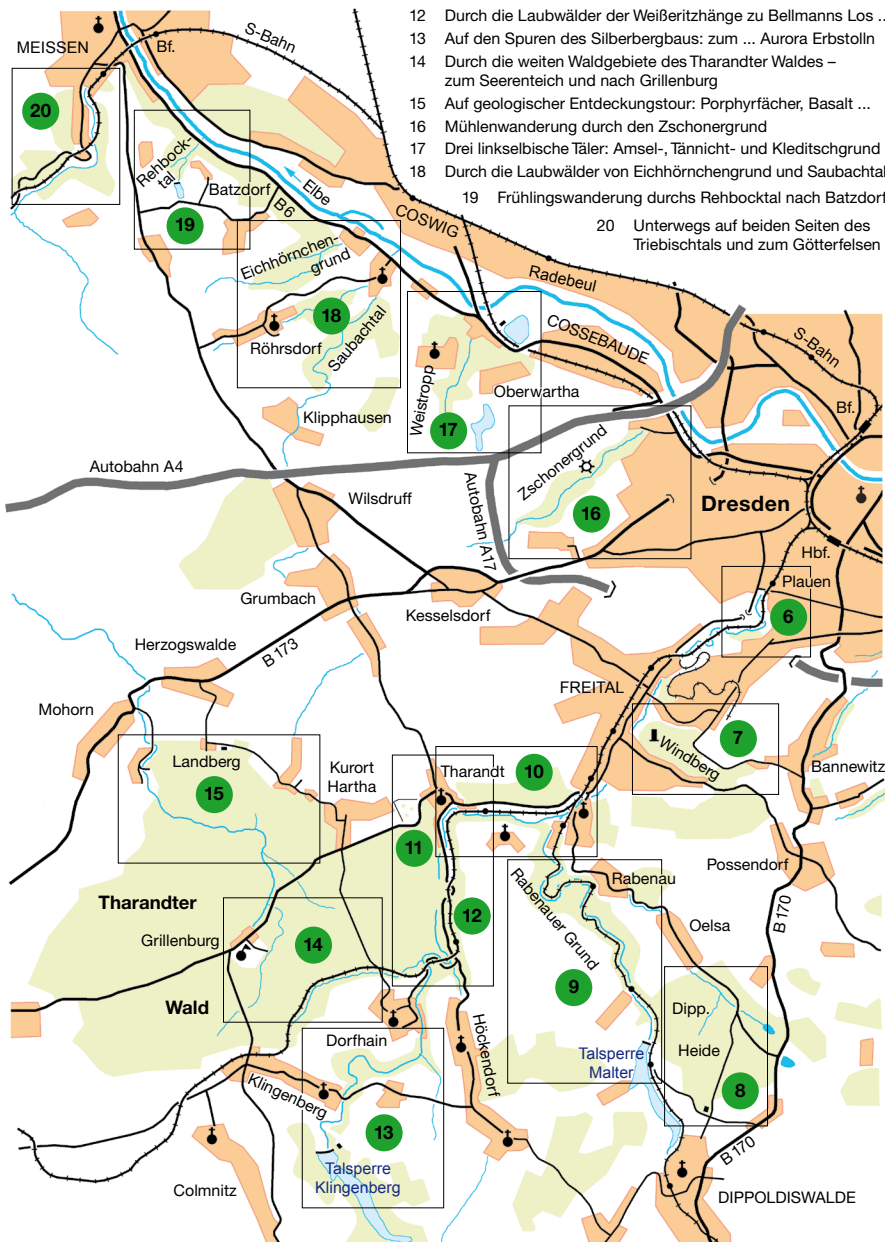 12 Durch die Laubwälder der Weißeritzhänge zu Bellmanns Los ...
13 Auf den Spuren des Silberbergbaus: zum ... Aurora Erbstolln
14 Durch die weiten Waldgebiete des Tharandter Waldes –
zum Seerenteich und nach Grillenburg
15 Auf geologischer Entdeckungstour: Porphyrfächer, Basalt ...
16 Mühlenwanderung durch den Zschonergrund
17 Drei linkselbische Täler: Amsel-, Tännicht- und Kleditschgrund
18 Durch die Laubwälder von Eichhörnchengrund und Saubachtal
19 Frühlingswanderung durchs Rehbocktal nach Batzdorf
20 Unterwegs auf beiden Seiten des
Triebischtals und zum Götterfelsen
MEISSEN
Bf.
S-Bahn
20
Rehbock-
tal
Batzdorf
19
B6
Elbe
COSWIG
Radebeul
Eichhörnchen-
grund
18
Röhrsdorf
Saubachtal
Klipphausen
COSSEBAUDE
S-Bahn
Bf.
Weistropp
Oberwartha
17
Autobahn A4
Zschonergrund
16
Autobahn A17
Wilsdruff
Dresden
Hbf.
Plauen
6
Grumbach
Kesselsdorf
Herzogswalde
B 173
Mohorn
FREITAL
7
Windberg
Bannewitz
Landberg
15
Kurort
Hartha
Tharandt
10
11
Possendorf
Rabenau
Rabenauer Grund
Oelsa
B 170
Tharandter
12
Grillenburg
14
9
Wald
Dipp.
Heide
8
Dorfhain
Höckendorf
Talsperre
Malter
Klingenberg
13
Talsperre
Klingenberg
Colmnitz
B 170
DIPPOLDISWALDE